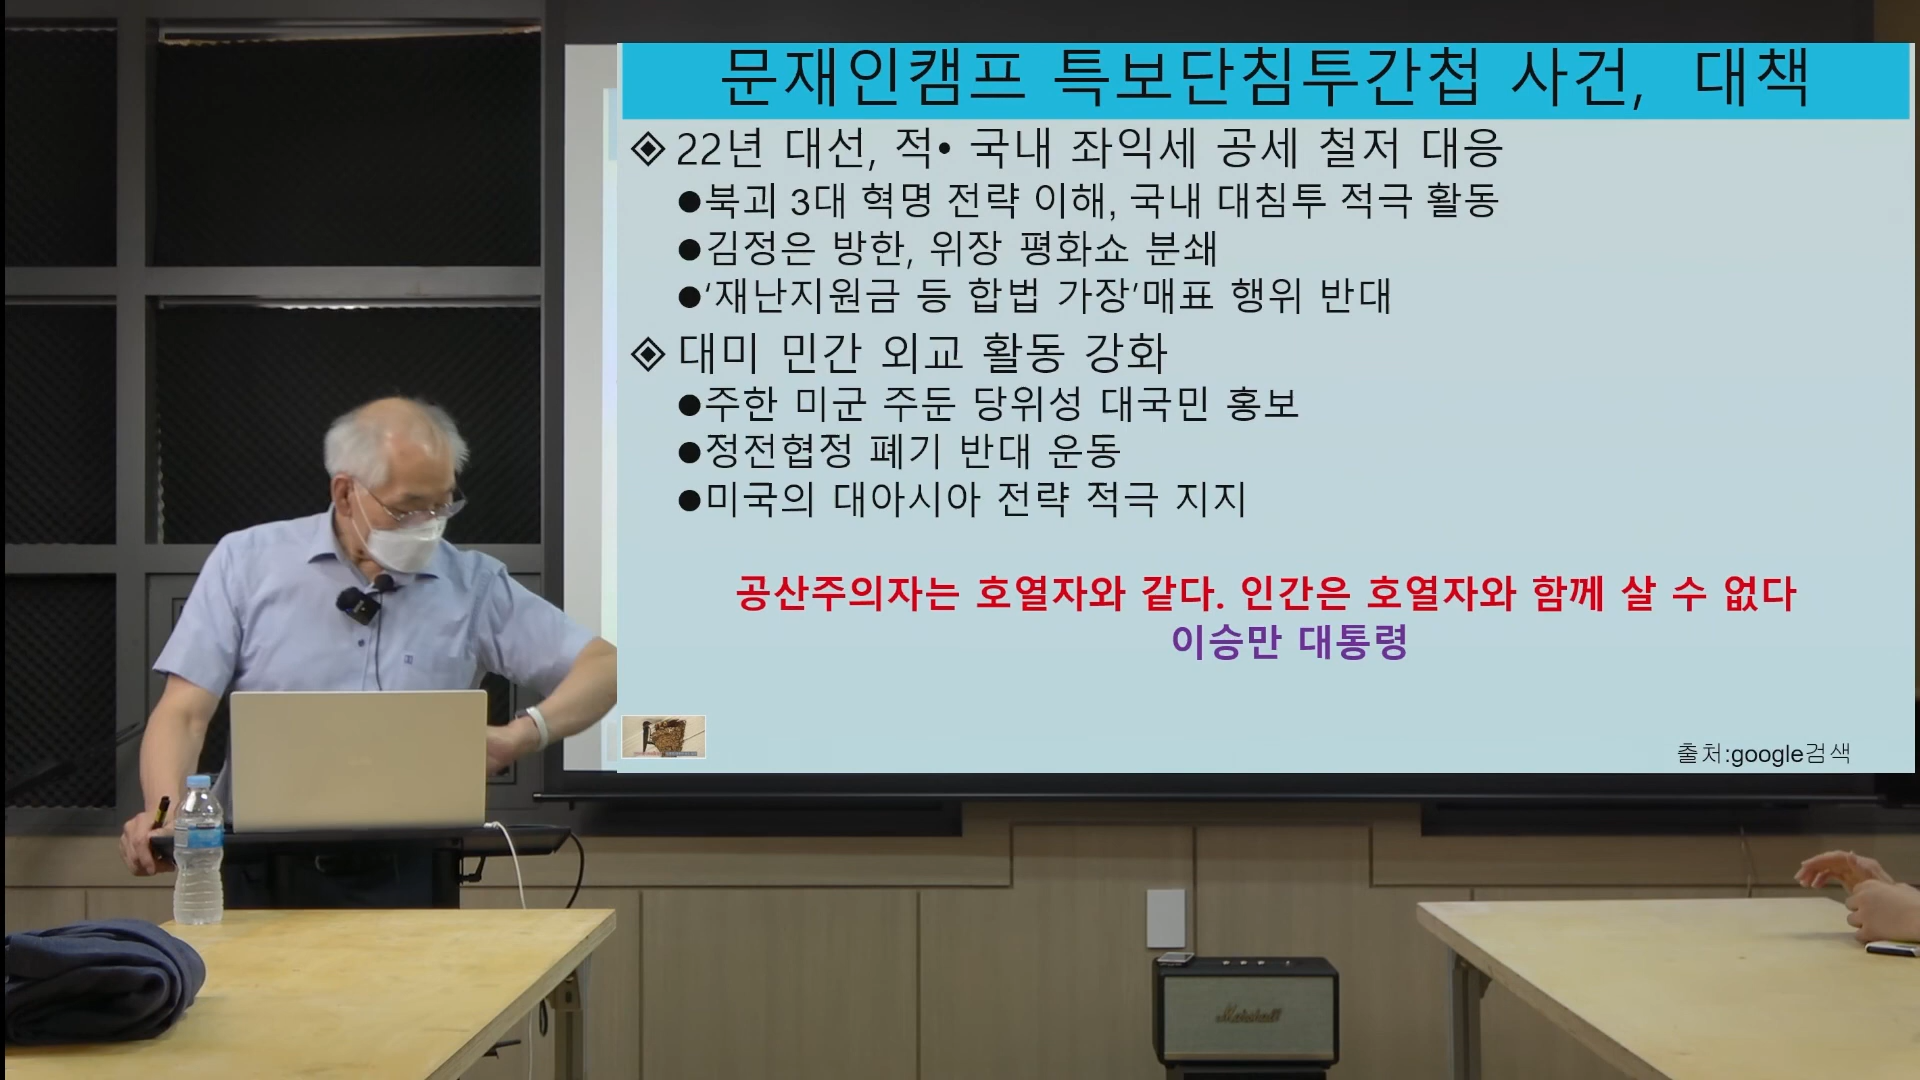 문재인캠프 특보단침투간첩 사건, 대책
◈ 22년 대선, 적• 국내 좌익세 공세 철저 대응
●북괴 3대 혁명 전략 이해, 국내 대침투 적극 활동
●김정은 방한, 위장 평화쇼 분쇄
●‘재난지원금 등 합법 가장’매표 행위 반대
◈ 대미 민간 외교 활동 강화
●주한 미군 주둔 당위성 대국민 홍보
●정전협정 폐기 반대 운동
●미국의 대아시아 전략 적극 지지
공산주의자는 호열자와 같다. 인간은 호열자와 함께 살 수 없다
이승만 대통령
출처:google검색
Marshall